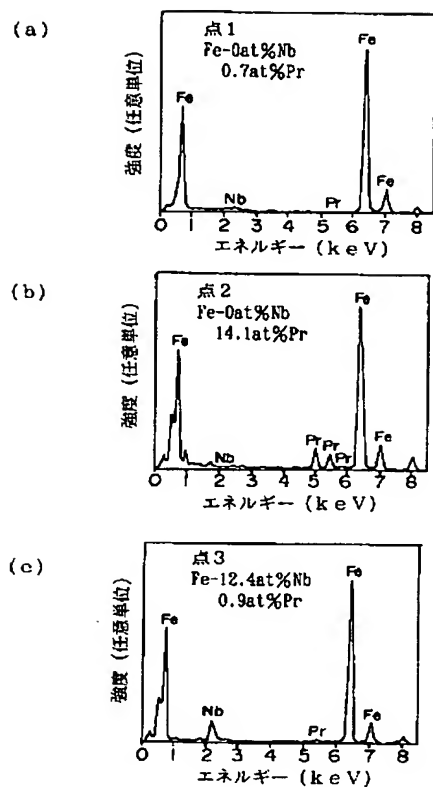 (a)
点1
Fe-0at%Nb
0.7at%Pr
Fe
Fe
Nb
Pr
Fe
強度 (任意単位)
0 1 2 3 4 5 6 7 8
エネルギー (keV)
(b)
点2
Fe-0at%Nb
14.1at%Pr
Fe
Fe
Nb
Pr
Pr
Pr
Fe
強度 (任意単位)
0 1 2 3 4 5 6 7 8
エネルギー (keV)
(c)
点3
Fe-12.4at%Nb
0.9at%Pr
Fe
Fe
Nb
Pr
Fe
強度 (任意単位)
0 1 2 3 4 5 6 7 8
エネルギー (keV)